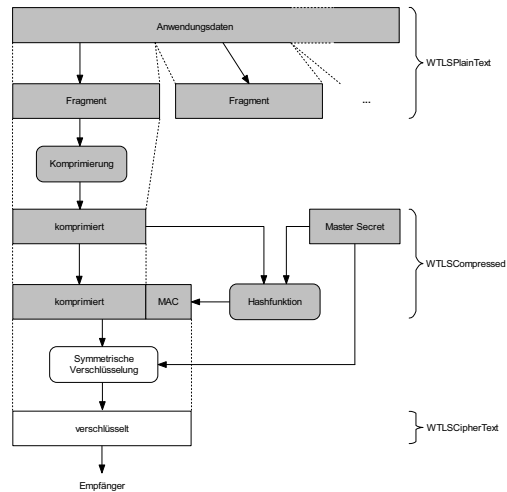 Anwendungsdaten
WTLSPlainText
Fragment
Fragment
...
Komprimierung
komprimiert
Master Secret
WTLSCompressed
komprimiert
MAC
Hashfunktion
Symmetrische
Verschlüsselung
verschlüsselt
WTLSCipherText
Empfänger